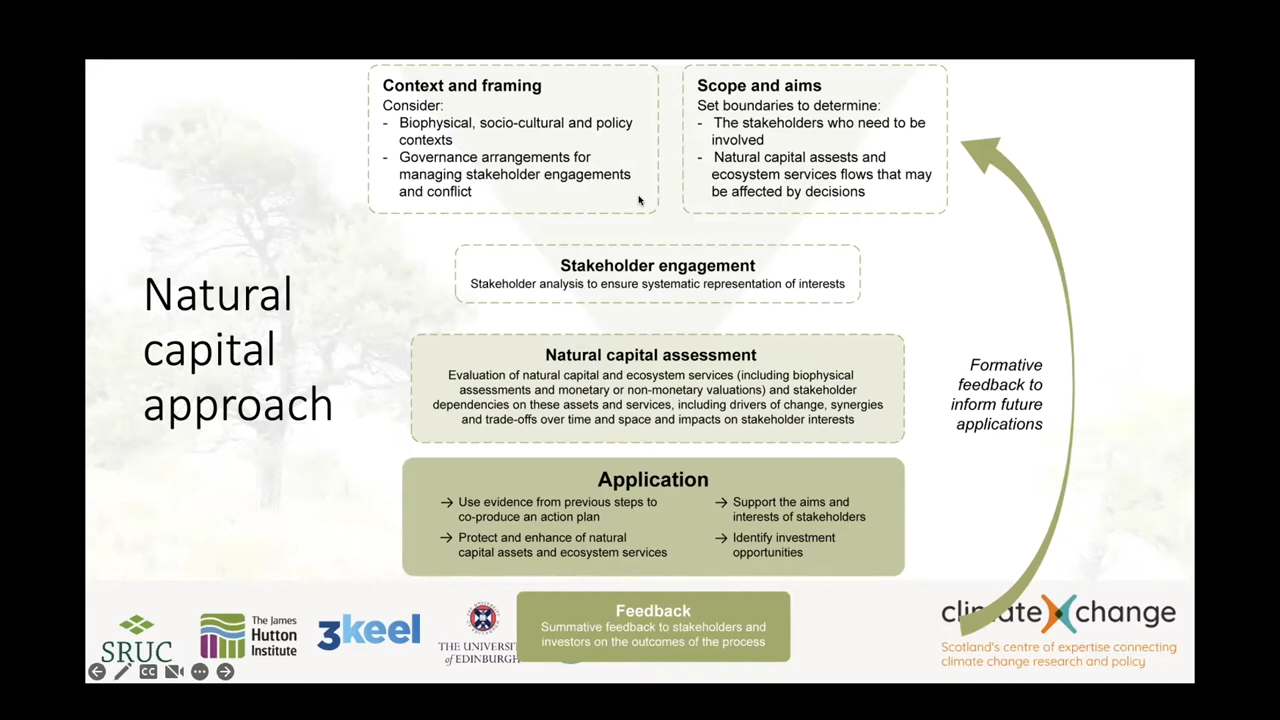 Context and framing
Consider:
- Biophysical, socio-cultural and policy
contexts
- Governance arrangements for
managing stakeholder engagements
and conflict
Scope and aims
Set boundaries to determine:
- The stakeholders who need to be
involved
- Natural capital assests and
ecosystem services flows that may
be affected by decisions
Stakeholder engagement
Stakeholder analysis to ensure systematic representation of interests
Natural
capital
approach
Natural capital assessment
Evaluation of natural capital and ecosystem services (including biophysical
assessments and monetary or non-monetary valuations) and stakeholder
dependencies on these assets and services, including drivers of change, synergies
and trade-offs over time and space and impacts on stakeholder interests
Formative
feedback to
inform future
applications
Application
→ Use evidence from previous steps to
co-produce an action plan
→ Protect and enhance of natural
capital assets and ecosystem services
→ Support the aims and
interests of stakeholders
→ Identify investment
opportunities
Feedback
Summative feedback to stakeholders and
investors on the outcomes of the process
SRUC
The James
Hutton
Institute
3keel
THE UNIVERSI
of EDINBURGH
climateXchange
Scotland's centre of expertise connecting
climate change research and policy
CC